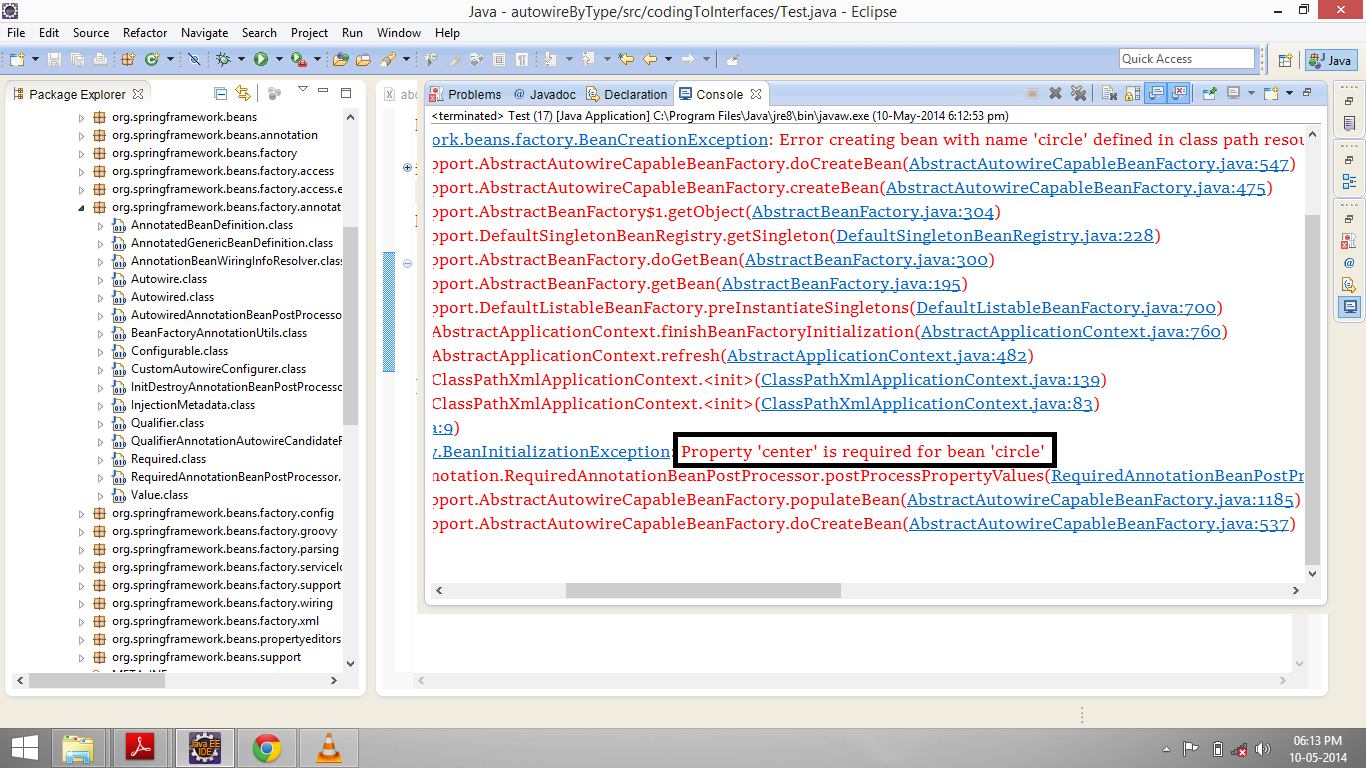 Java - autowireByType/src/codingToInterfaces/Test.java - Eclipse
File Edit Source Refactor Navigate Search Project Run Window Help
Quick Access
Java
Package Explorer
org.springframework.beans
org.springframework.beans.annotation
org.springframework.beans.factory
org.springframework.beans.factory.access
org.springframework.beans.factory.access.e
org.springframework.beans.factory.annotat
AnnotatedBeanDefinition.class
AnnotatedGenericBeanDefinition.class
AnnotationBeanWiringInfoResolver.class
Autowire.class
Autowired.class
AutowiredAnnotationBeanPostProcesso
BeanFactoryAnnotationUtils.class
Configurable.class
CustomAutowireConfigurer.class
InitDestroyAnnotationBeanPostProcesso
InjectionMetadata.class
Qualifier.class
QualifierAnnotationAutowireCandidateF
Required.class
RequiredAnnotationBeanPostProcessor.
Value.class
org.springframework.beans.factory.config
org.springframework.beans.factory.groovy
org.springframework.beans.factory.parsing
org.springframework.beans.factory.serviceLo
org.springframework.beans.factory.support
org.springframework.beans.factory.wiring
org.springframework.beans.factory.xml
org.springframework.beans.propertyeditors
org.springframework.beans.support
Problems @ Javadoc Declaration Console
<terminated> Test (17) [Java Application] C:\Program Files\Java\jre8\bin\javaw.exe (10-May-2014 6:12:53 pm)
ork.beans.factory.BeanCreationException: Error creating bean with name 'circle' defined in class path resou
pport.AbstractAutowireCapableBeanFactory.doCreateBean(AbstractAutowireCapableBeanFactory.java:547)
pport.AbstractAutowireCapableBeanFactory.createBean(AbstractAutowireCapableBeanFactory.java:475)
pport.AbstractBeanFactory$1.getObject(AbstractBeanFactory.java:304)
pport.DefaultSingletonBeanRegistry.getSingleton(DefaultSingletonBeanRegistry.java:228)
pport.AbstractBeanFactory.doGetBean(AbstractBeanFactory.java:300)
pport.AbstractBeanFactory.getBean(AbstractBeanFactory.java:195)
pport.DefaultListableBeanFactory.preInstantiateSingletons(DefaultListableBeanFactory.java:700)
AbstractApplicationContext.finishBeanFactoryInitialization(AbstractApplicationContext.java:760)
AbstractApplicationContext.refresh(AbstractApplicationContext.java:482)
ClassPathXmlApplicationContext.<init>(ClassPathXmlApplicationContext.java:139)
ClassPathXmlApplicationContext.<init>(ClassPathXmlApplicationContext.java:83)
a:9)
y.BeanInitializationException: Property 'center' is required for bean 'circle'
notation.RequiredAnnotationBeanPostProcessor.postProcessPropertyValues(RequiredAnnotationBeanPostPr
pport.AbstractAutowireCapableBeanFactory.populateBean(AbstractAutowireCapableBeanFactory.java:1185)
pport.AbstractAutowireCapableBeanFactory.doCreateBean(AbstractAutowireCapableBeanFactory.java:537)
Java EE
IDE
06:13 PM
10-05-2014